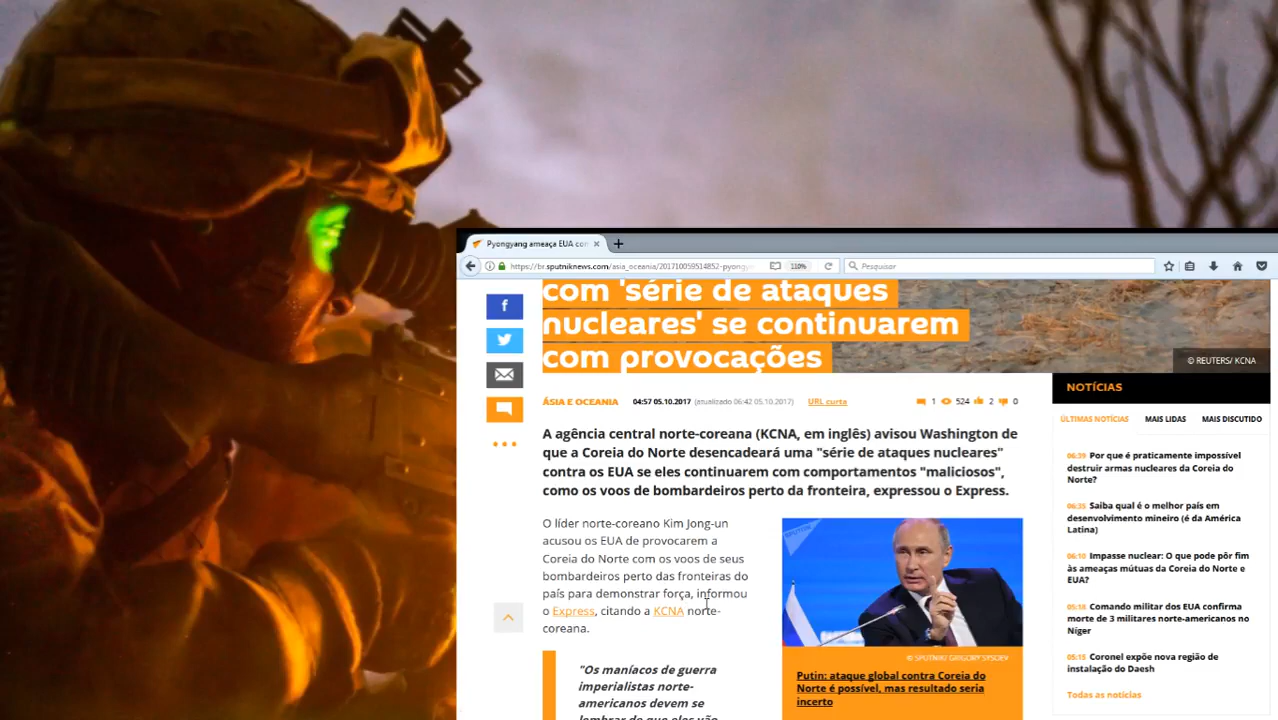 Pyongyang ameaça EUA con
https://br.sputniknews.com/asia_oceania/201710059514852-pyongy
110%
Pesquisar
com 'série de ataques
nucleares' se continuarem
com provocações
© REUTERS/ KCNA
ÁSIA E OCEANIA 04:57 05.10.2017 (atualizado 06:42 05.10.2017) URL curta 1 524 2 0
A agência central norte-coreana (KCNA, em inglês) avisou Washington de
que a Coreia do Norte desencadeará uma "série de ataques nucleares"
contra os EUA se eles continuarem com comportamentos "maliciosos",
como os voos de bombardeiros perto da fronteira, expressou o Express.
O líder norte-coreano Kim Jong-un
acusou os EUA de provocarem a
Coreia do Norte com os voos de seus
bombardeiros perto das fronteiras do
país para demonstrar força, informou
o Express, citando a KCNA norte-
coreana.
"Os maníacos de guerra
imperialistas norte-
americanos devem se
lembrar de que eles vão
© SPUTNIK/ GRIGORY SYSOEV
Putin: ataque global contra Coreia do
Norte é possível, mas resultado seria
incerto
NOTÍCIAS
ÚLTIMAS NOTÍCIAS MAIS LIDAS MAIS DISCUTIDO
06:39 Por que é praticamente impossível
destruir armas nucleares da Coreia do
Norte?
06:35 Saiba qual é o melhor país em
desenvolvimento mineiro (é da América
Latina)
06:10 Impasse nuclear: O que pode pôr fim
às ameaças mútuas da Coreia do Norte e
EUA?
05:18 Comando militar dos EUA confirma
morte de 3 militares norte-americanos no
Níger
05:15 Coronel expõe nova região de
instalação do Daesh
Todas as notícias